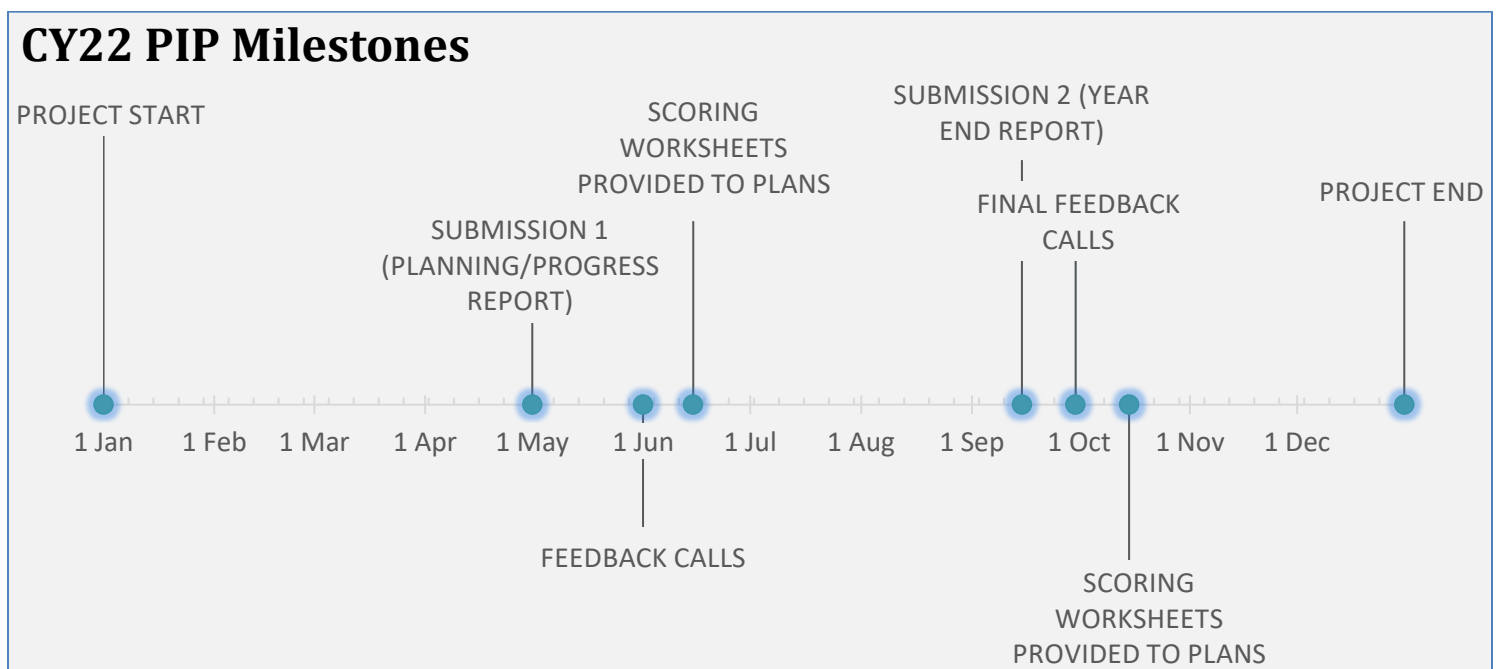 CY22 PIP Milestones
PROJECT START
SCORING
WORKSHEETS
PROVIDED TO PLANS
SUBMISSION 2 (YEAR
END REPORT)
FINAL FEEDBACK
CALLS
PROJECT END
SUBMISSION 1
(PLANNING/PROGRESS
REPORT)
1 Jan 1 Feb 1 Mar 1 Apr 1 May 1 Jun 1 Jul 1 Aug 1 Sep 1 Oct 1 Nov 1 Dec
FEEDBACK CALLS
SCORING
WORKSHEETS
PROVIDED TO PLANS